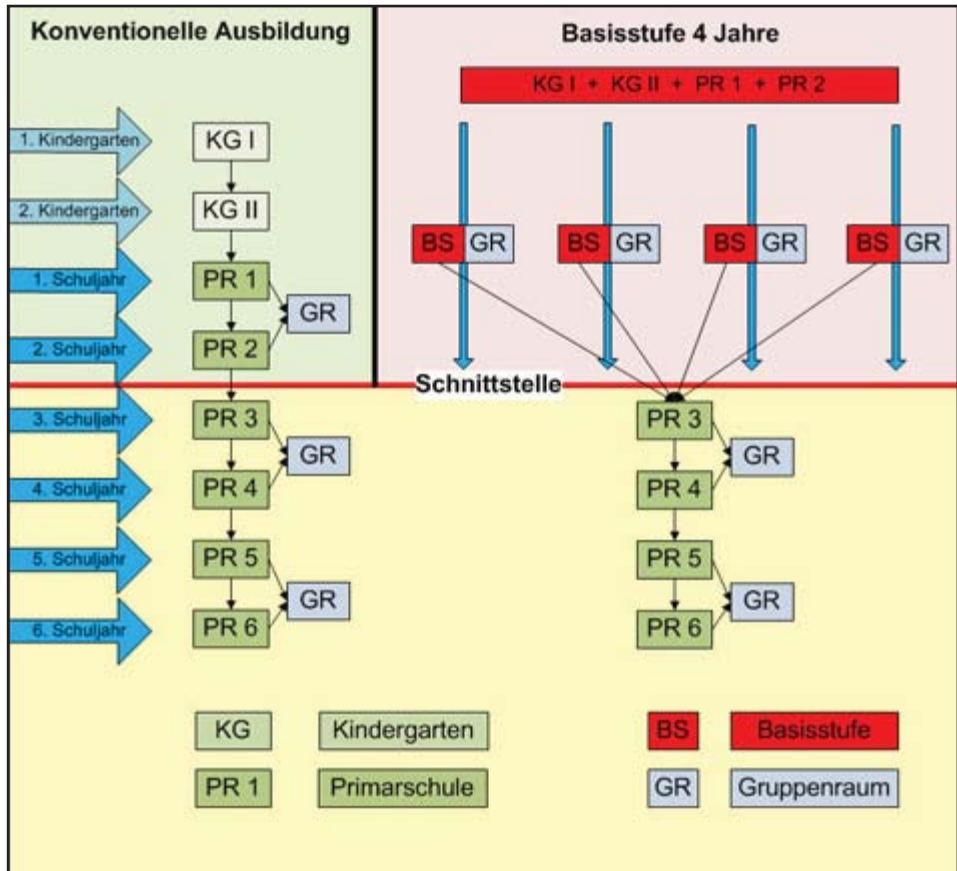 Konventionelle Ausbildung
Basisstufe 4 Jahre
KG I + KG II + PR 1 + PR 2
1. Kindergarten
KG I
2. Kindergarten
KG II
BS GR BS GR BS GR BS GR
1. Schuljahr
PR 1
GR
2. Schuljahr
PR 2
Schnittstelle
3. Schuljahr
PR 3
GR
4. Schuljahr
PR 4
5. Schuljahr
PR 5
GR
6. Schuljahr
PR 6
PR 3
GR
PR 4
PR 5
GR
PR 6
KG Kindergarten
BS Basisstufe
PR 1 Primarschule
GR Gruppenraum